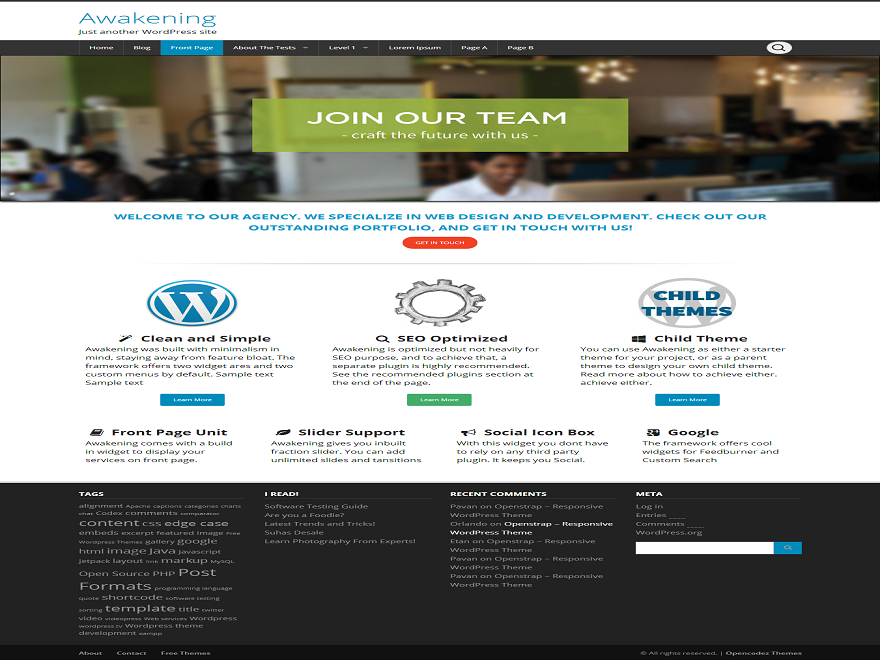 Awakening
Just another WordPress site
Home Blog Front Page About The Tests Level 1 Lorem Ipsum Page A Page B
JOIN OUR TEAM
- craft the future with us -
WELCOME TO OUR AGENCY. WE SPECIALIZE IN WEB DESIGN AND DEVELOPMENT. CHECK OUT OUR
OUTSTANDING PORTFOLIO, AND GET IN TOUCH WITH US!
GET IN TOUCH
CHILD
THEMES
Clean and Simple
Awakening was built with minimalism in
mind, staying away from feature bloat. The
framework offers two widget ares and two
custom menus by default. Sample text
Sample text
Learn More
SEO Optimized
Awakening is optimized but not heavily for
SEO purpose, and to achieve that, a
separate plugin is highly recommended.
See the recommended plugins section at
the end of the page.
Learn More
Child Theme
You can use Awakening as either a starter
theme for your project, or as a parent
theme to design your own child theme.
Read more about how to achieve either.
achieve either.
Learn More
Front Page Unit
Awakening comes with a build
in widget to display your
services on front page.
Slider Support
Awakening gives you inbuilt
fraction slider. You can add
unlimited slides and tansitions
Social Icon Box
With this widget you dont have
to rely on any third party
plugin. It keeps you Social.
Google
The framework offers cool
widgets for Feedburner and
Custom Search
TAGS
alignment Apache captions categories charts
chat Codex comments comparator
content css edge case
embeds excerpt featured image Free
Wordpress Themes gallery google
html image Java Javascript
jetpack layout link markup MySQL
Open Source PHP Post
Formats programming language
quote shortcode software testing
sorting template title twitter
video videopress Web services Wordpress
wordpress.tv Wordpress theme
development xampp
I READ!
Software Testing Guide
Are you a Foodie?
Latest Trends and Tricks!
Suhas Desale
Learn Photography From Experts!
RECENT COMMENTS
Pavan on Openstrap – Responsive
WordPress Theme
Orlando on Openstrap – Responsive
WordPress Theme
Etan on Openstrap – Responsive
WordPress Theme
Pavan on Openstrap – Responsive
WordPress Theme
Pavan on Openstrap – Responsive
WordPress Theme
META
Log in
Entries
Comments
WordPress.org
About Contact Free Themes
© All rights reserved. | Opencodez Themes